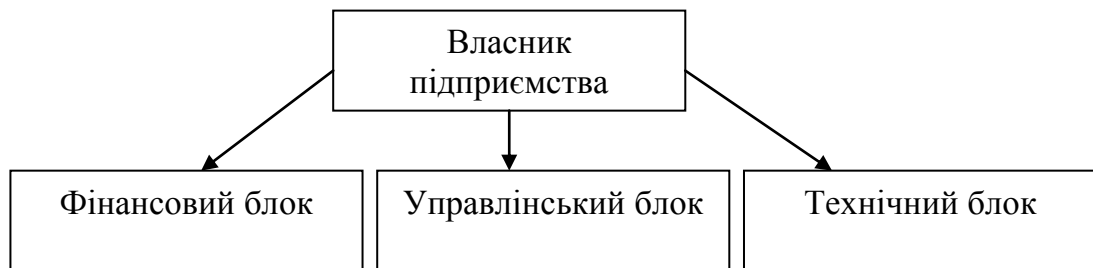 Власник
підприємства
Фінансовий блок
Управлінський блок
Технічний блок